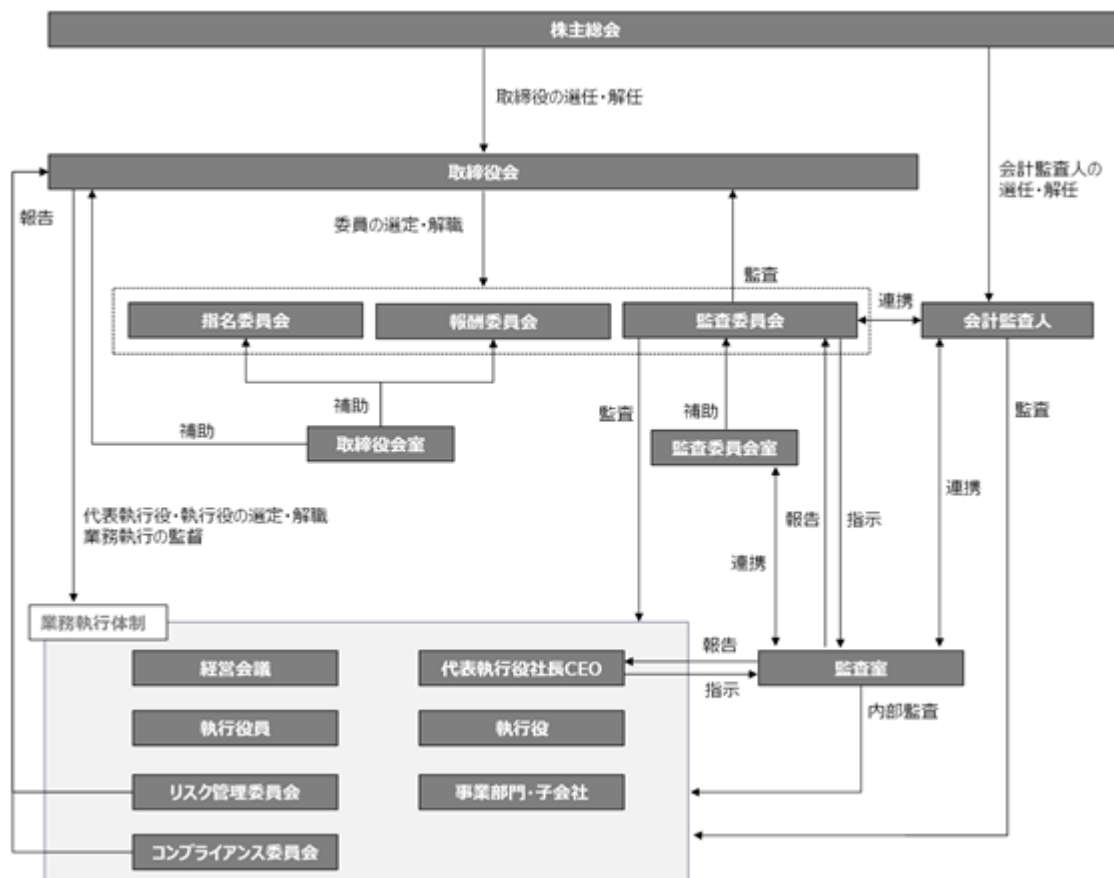 株主総会
取締役の選任・解任
会計監査人の
選任・解任
取締役会
報告
委員の選定・解職
監査
指名委員会
報酬委員会
監査委員会
連携
会計監査人
補助
補助
取締役会室
監査
補助
監査委員会室
監査
代表執行役・執行役の選定・解職
業務執行の監督
連携
報告
指示
連携
業務執行体制
経営会議
代表執行役社長CEO
報告
指示
監査室
内部監査
執行役員
執行役
リスク管理委員会
事業部門・子会社
コンプライアンス委員会